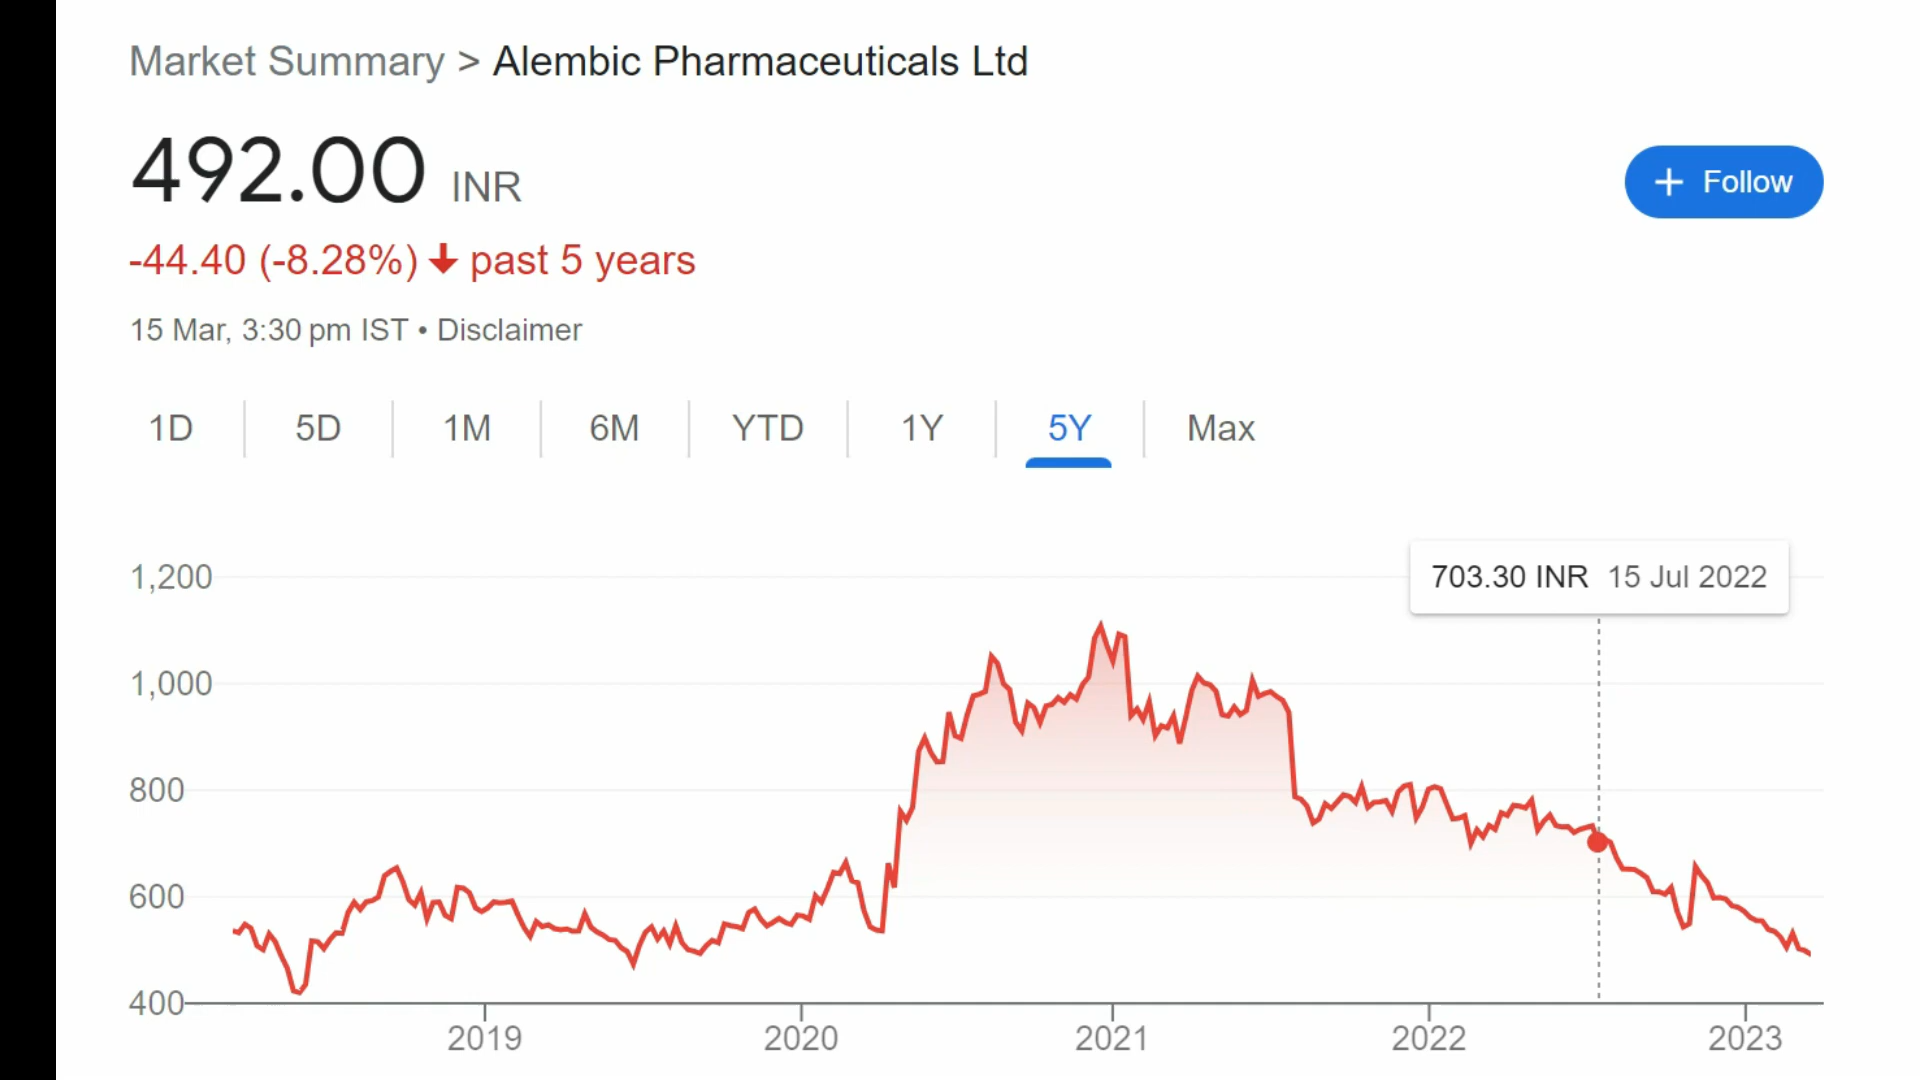 Market Summary > Alembic Pharmaceuticals Ltd
492.00 INR
+ Follow
-44.40 (-8.28%) ↓ past 5 years
15 Mar, 3:30 pm IST • Disclaimer
1D 5D 1M 6M YTD 1Y 5Y Max
703.30 INR 15 Jul 2022
1,200
1,000
800
600
400
2019 2020 2021 2022 2023